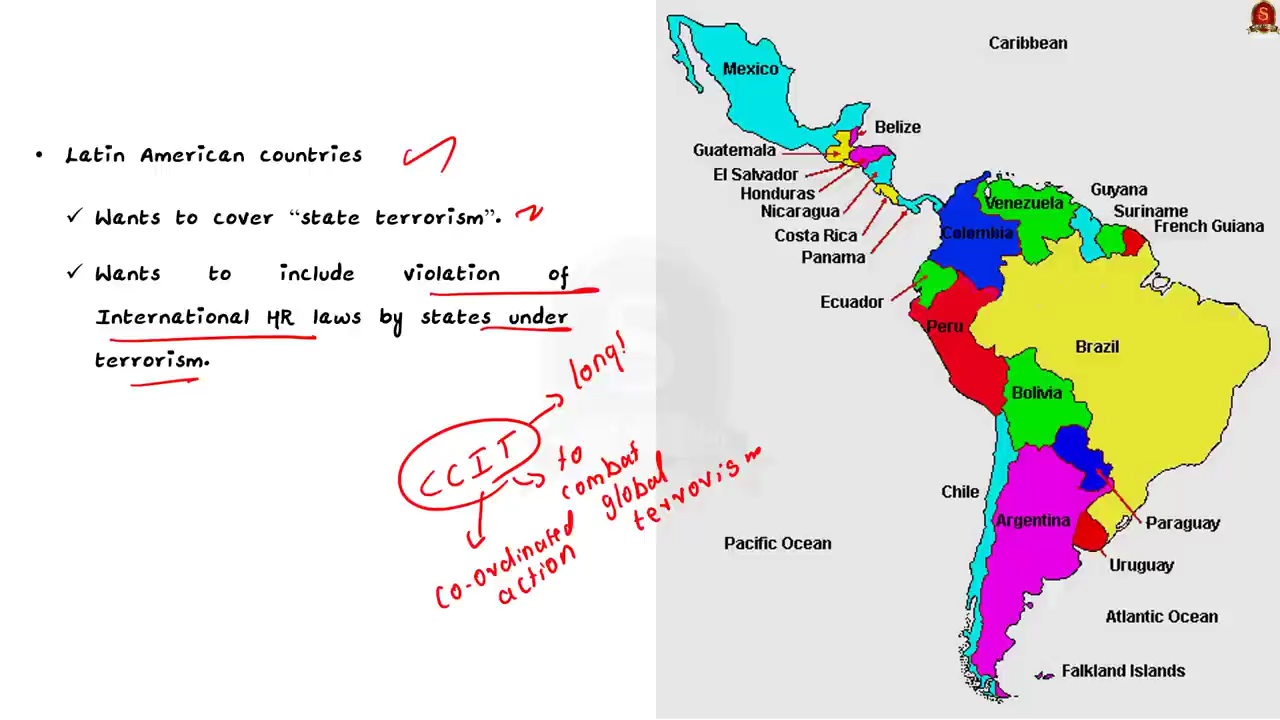 • Latin American countries
✓ Wants to cover “state terrorism”.
✓ Wants to include violation of
International HR laws by states under
terrorism.
long!
CCIT
to
combat
global
terrorism
co-ordinated
action
Caribbean
Mexico
Belize
Guatemala
El Salvador
Honduras
Nicaragua
Costa Rica
Panama
Venezuela
Guyana
Suriname
French Guiana
Colombia
Ecuador
Peru
Brazil
Bolivia
Chile
Argentina
Paraguay
Uruguay
Pacific Ocean
Atlantic Ocean
Falkland Islands
S